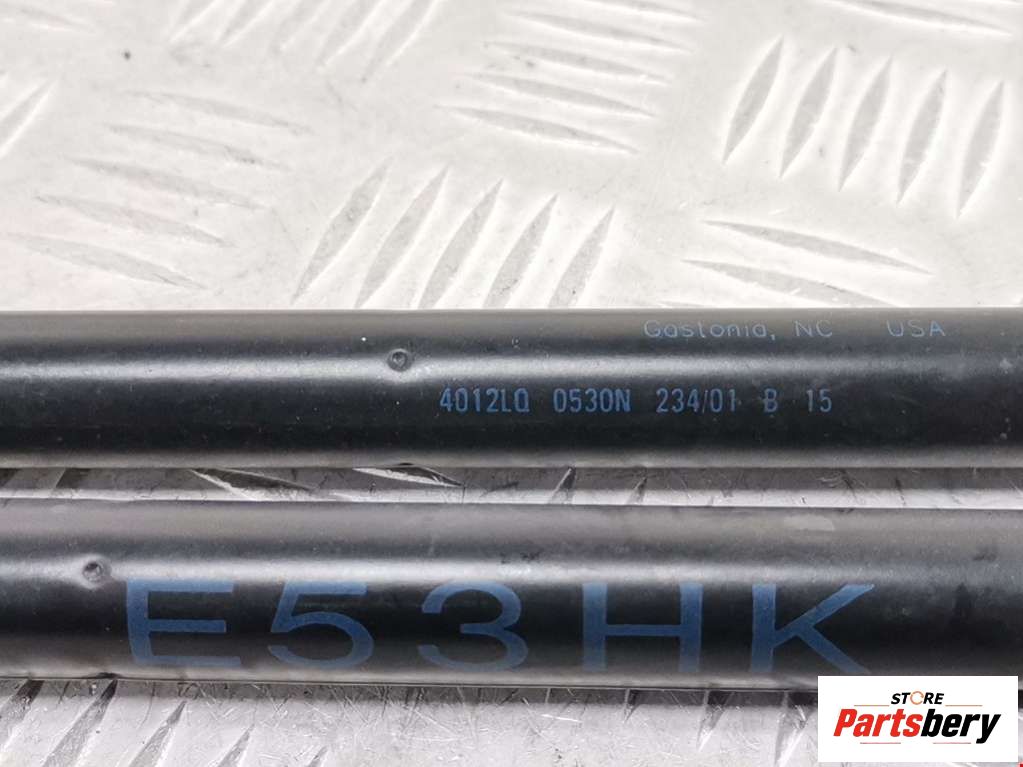 Gastonia, NC USA
4012LQ 0530N 234/01 B 15
E53HK
STORE
Partsbery